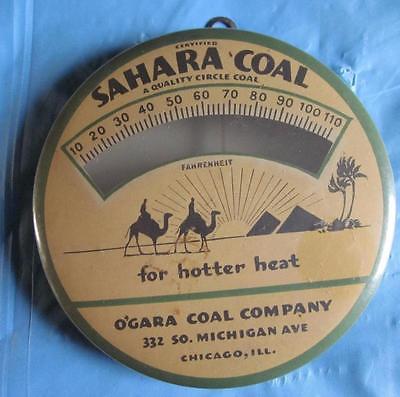 CERTIFIED
SAHARA COAL
A QUALITY CIRCLE COAL
10 20 30 40 50 60 70 80 90 100 110
FAHRENHEIT
for hotter heat
O'GARA COAL COMPANY
332 SO. MICHIGAN AVE
CHICAGO, ILL.